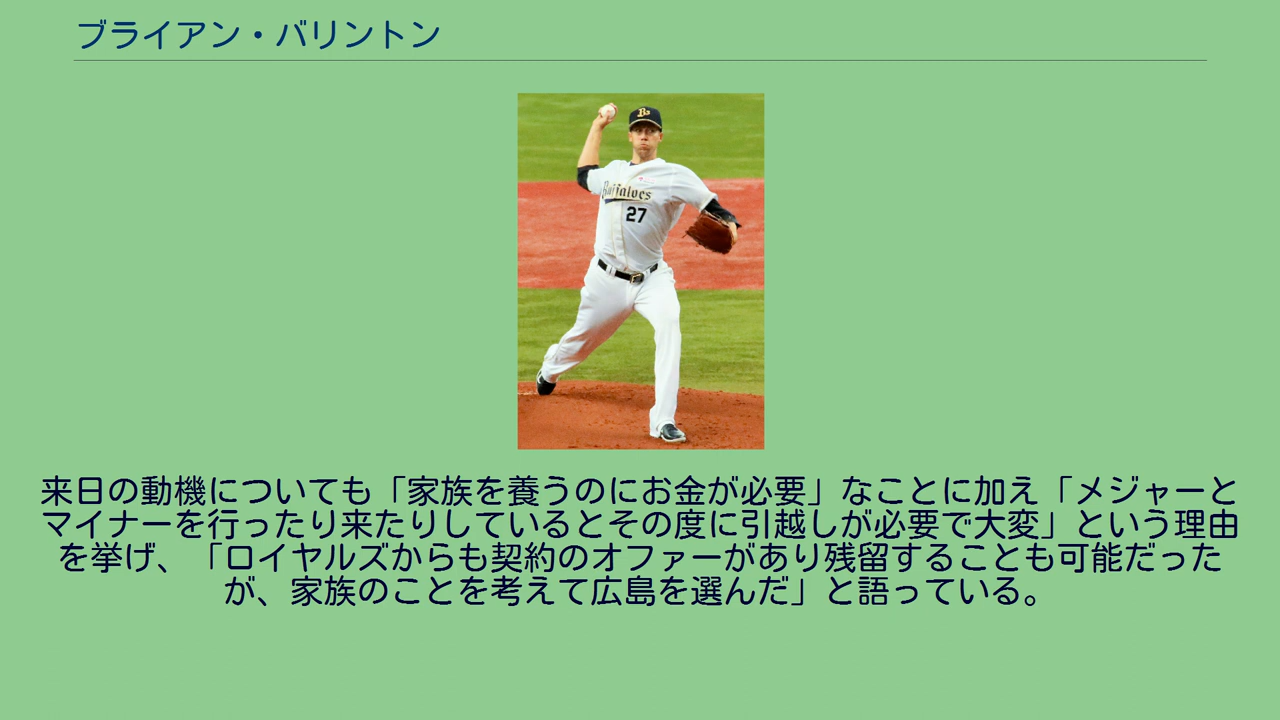 ブライアン・バリントン
B
Buffaloes
27
来日の動機についても「家族を養うのにお金が必要」なことに加え「メジャーと
マイナーを行ったり来たりしているとその度に引越しが必要で大変」という理由
を挙げ、「ロイヤルズからも契約のオファーがあり残留することも可能だった
が、家族のことを考えて広島を選んだ」と語っている。